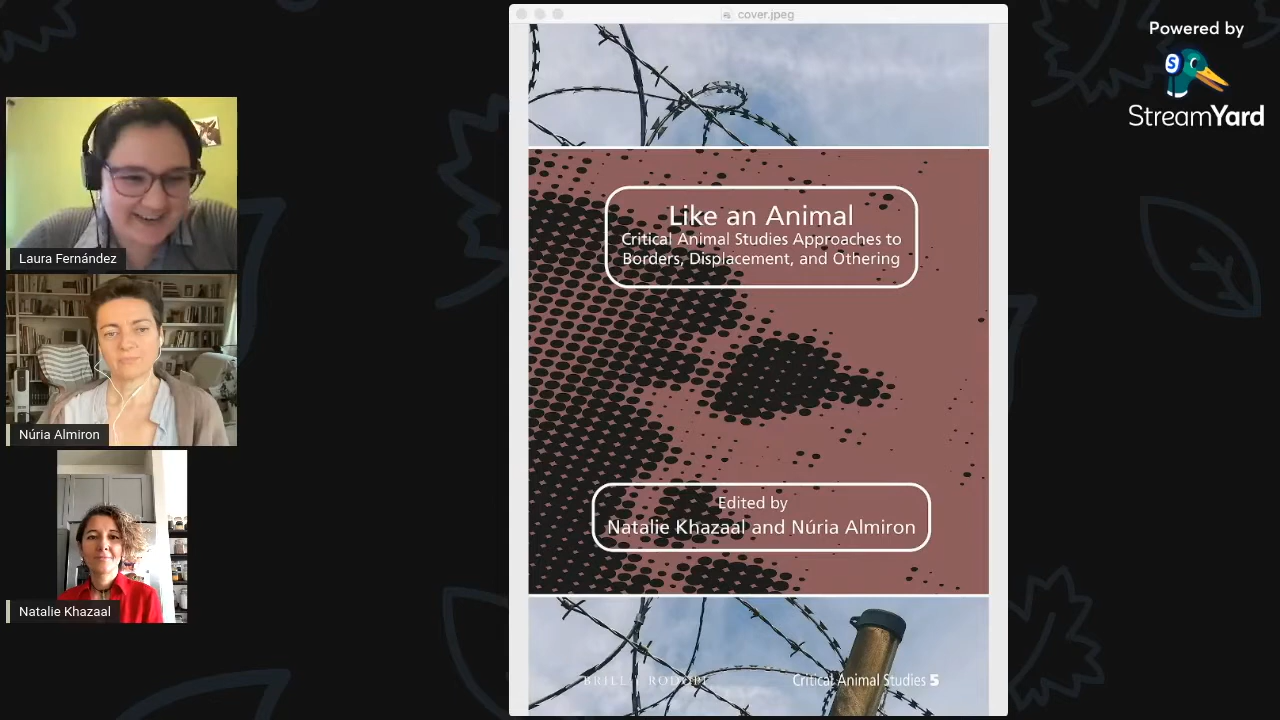 cover.jpeg
Powered by
StreamYard
Laura Fernández
Núria Almiron
Natalie Khazaal
Like an Animal
Critical Animal Studies Approaches to
Borders, Displacement, and Othering
Edited by
Natalie Khazaal and Núria Almiron
BRILL | RODOPI
Critical Animal Studies 5